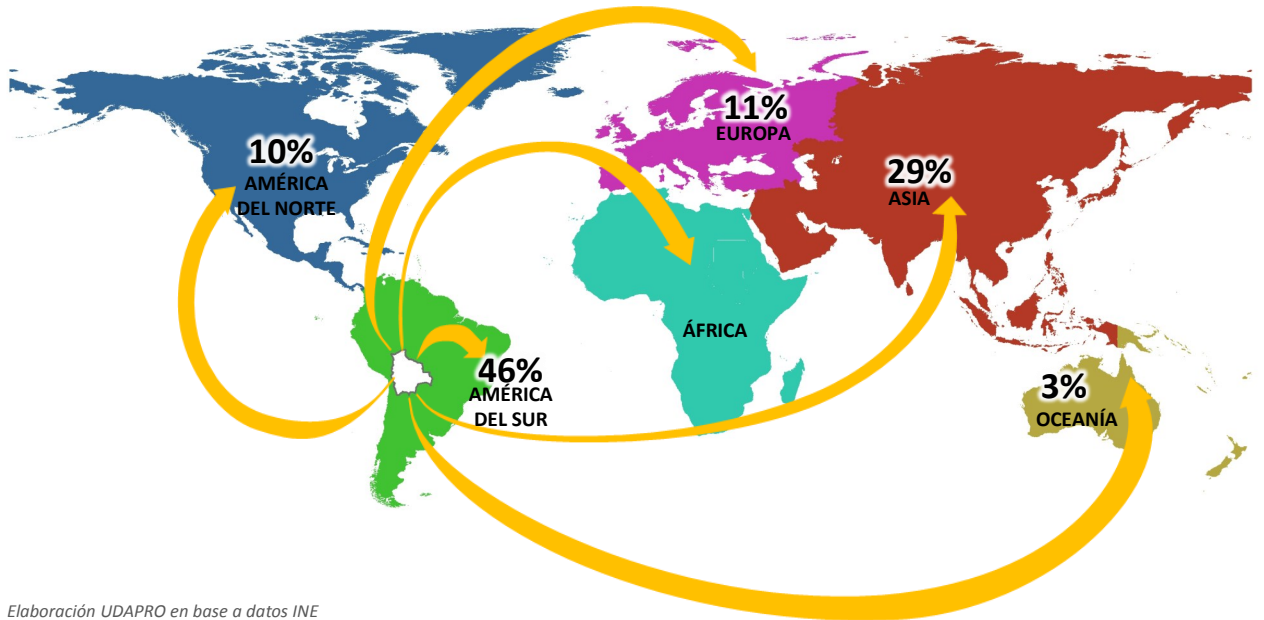 11%
EUROPA
10%
AMÉRICA
DEL NORTE
29%
ASIA
ÁFRICA
46%
AMÉRICA
DEL SUR
3%
OCEANÍA
Elaboración UDAPRO en base a datos INE